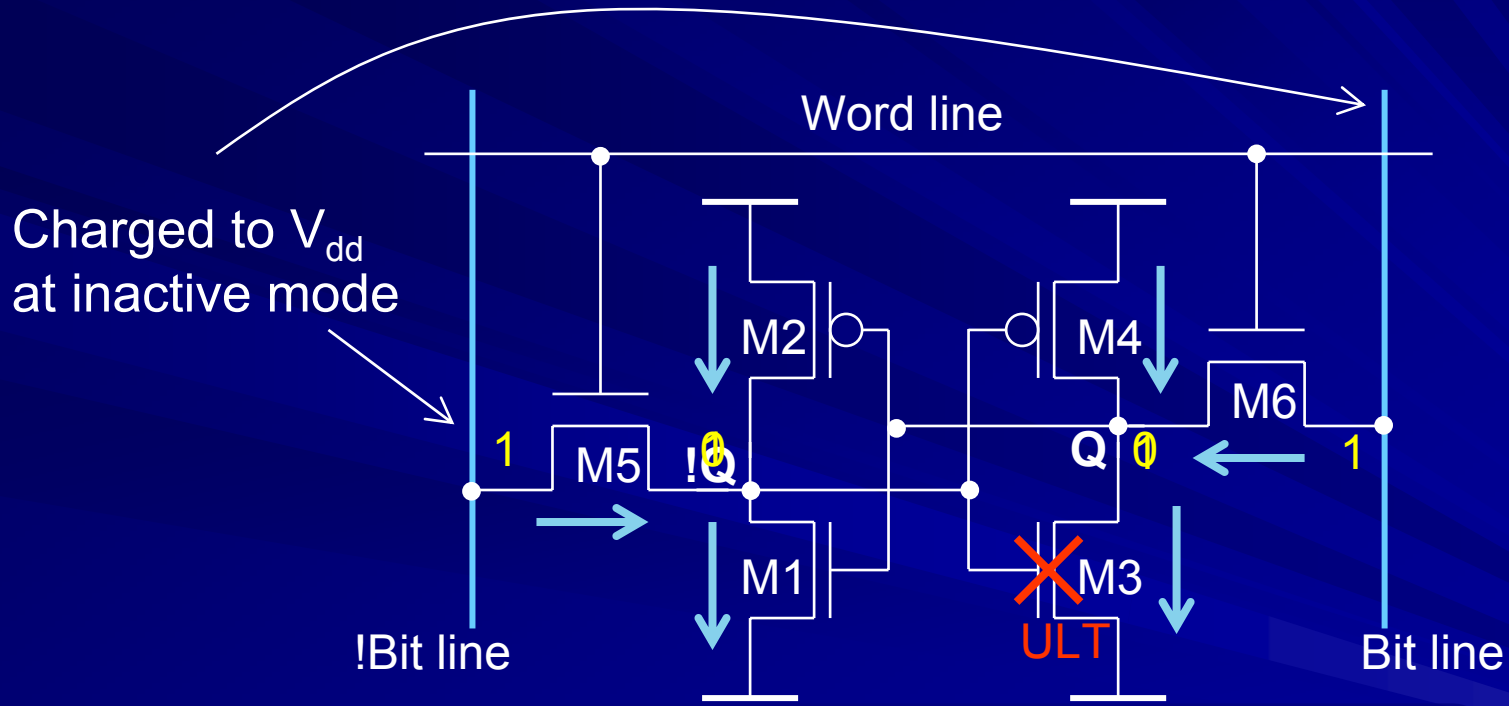 Word line
Charged to Vdd
at inactive mode
M2
M4
M6
1
M5
!Q
Q
1
M1
M3
ULT
!Bit line
Bit line